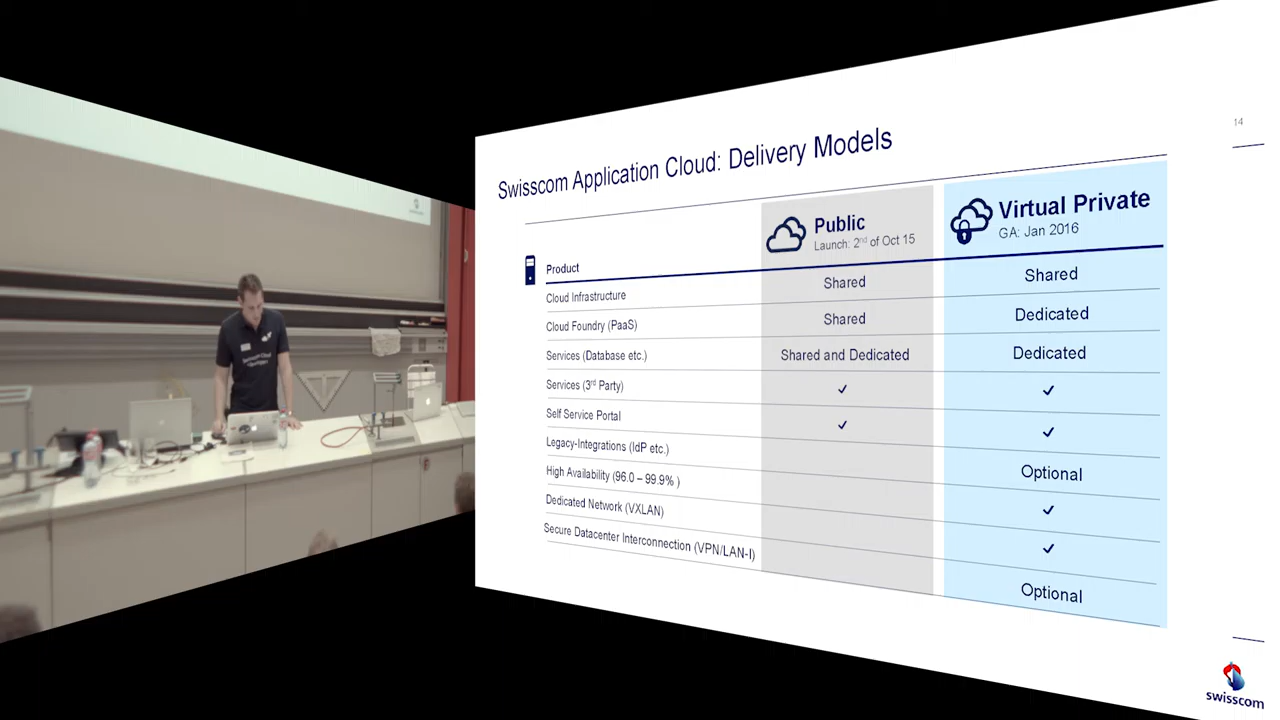 14
Swisscom Application Cloud: Delivery Models
Public
Launch: 2nd of Oct 15
Virtual Private
GA: Jan 2016
Product
Cloud Infrastructure Shared Shared
Cloud Foundry (PaaS) Shared Dedicated
Services (Database etc.) Shared and Dedicated Dedicated
Services (3rd Party) ✓ ✓
Self Service Portal ✓ ✓
Legacy-Integrations (IdP etc.) Optional
High Availability (96.0 – 99.9% ) ✓
Dedicated Network (VXLAN) ✓
Secure Datacenter Interconnection (VPN/LAN-I) Optional
swisscom